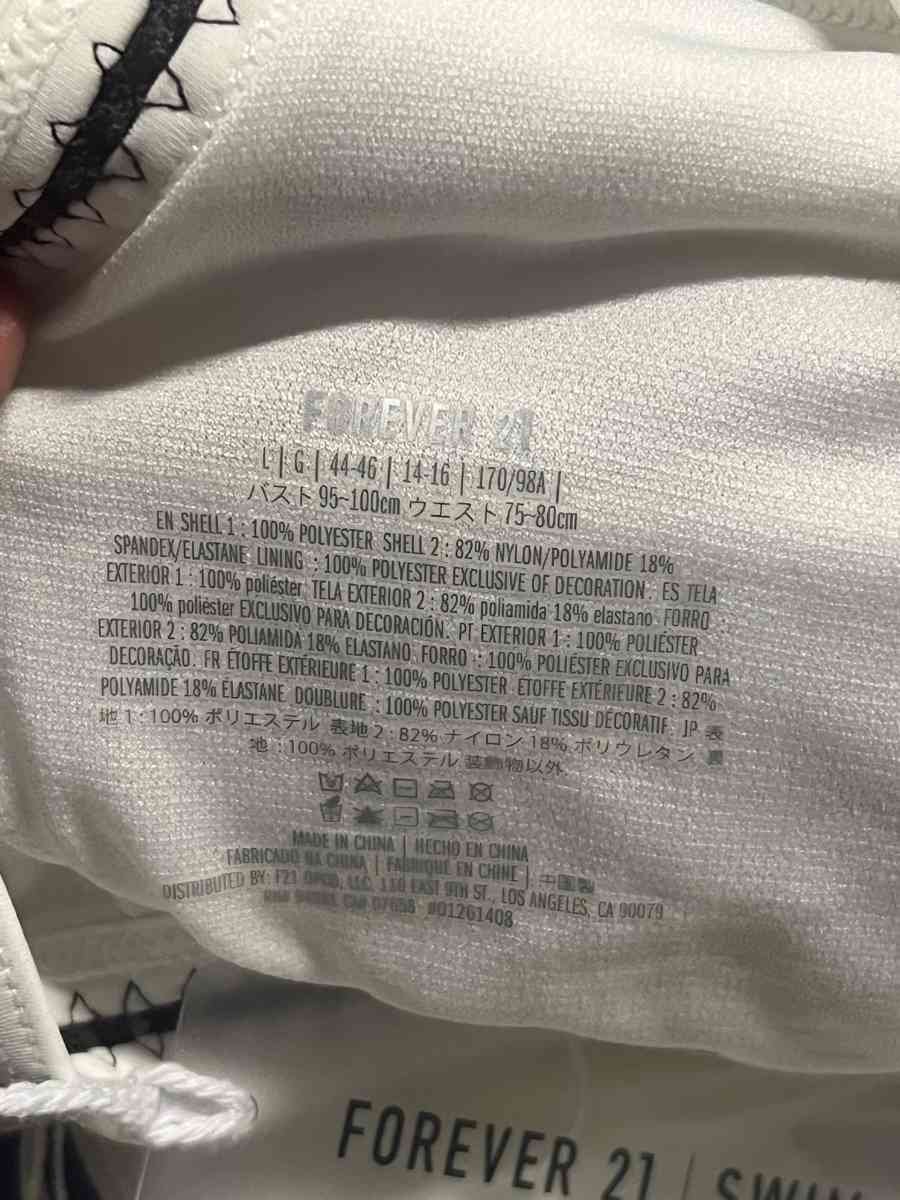 FOREVER 21
L | G | 44-46 | 14-16 | 170/98A |
バスト 95~100cm ウエスト 75~80cm
EN SHELL 1 : 100% POLYESTER SHELL 2 : 82% NYLON/POLYAMIDE 18%
SPANDEX/ELASTANE LINING : 100% POLYESTER EXCLUSIVE OF DECORATION. ES TELA
EXTERIOR 1 : 100% poliéster TELA EXTERIOR 2 : 82% poliamida 18% elastano FORRO :
100% poliéster EXCLUSIVO PARA DECORACIÓN. PT EXTERIOR 1 : 100% POLIÉSTER
EXTERIOR 2 : 82% POLIAMIDA 18% ELASTANO FORRO : 100% POLIÉSTER EXCLUSIVO PARA
DECORAÇÃO. FR ÉTOFFE EXTÉRIEURE 1 : 100% POLYESTER ÉTOFFE EXTÉRIEURE 2 : 82%
POLYAMIDE 18% ÉLASTANE DOUBLURE : 100% POLYESTER SAUF TISSU DÉCORATIF. JP 表
地 1 : 100% ポリエステル 表地 2 : 82% ナイロン 18% ポリウレタン 裏
地 : 100% ポリエステル 装飾物以外
MADE IN CHINA | HECHO EN CHINA
FABRICADO NA CHINA | FABRIQUÉ EN CHINE |
DISTRIBUTED BY: F21 OPCO, LLC. 110 EAST 9TH ST., LOS ANGELES, CA 90079
#01261408
FOREVER 21 |